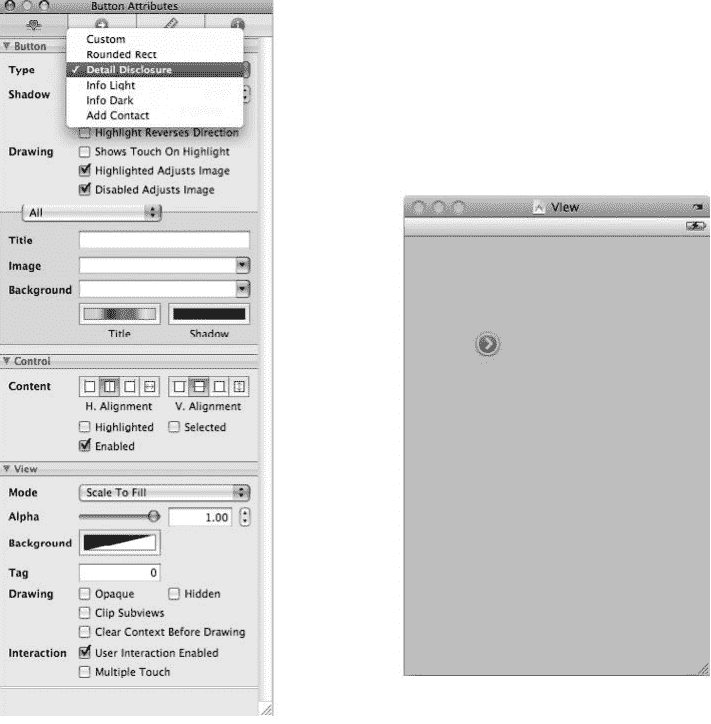 Button Attributes
Button
Custom
Rounded Rect
Type ✓ Detail Disclosure
Shadow Info Light
Info Dark
Add Contact
Highlight Reverses Direction
Drawing Shows Touch On Highlight
Highlighted Adjusts Image
Disabled Adjusts Image
All
Title
Image
Background
Title Shadow
Control
Content
H. Alignment V. Alignment
Highlighted Selected
Enabled
View
Mode Scale To Fill
Alpha 1.00
Background
Tag 0
Drawing Opaque Hidden
Clip Subviews
Clear Context Before Drawing
Interaction User Interaction Enabled
Multiple Touch
View